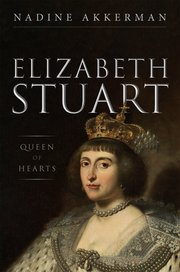 NADINE AKKERMAN
ELIZABETH
STUART
QUEEN
OF
HEARTS